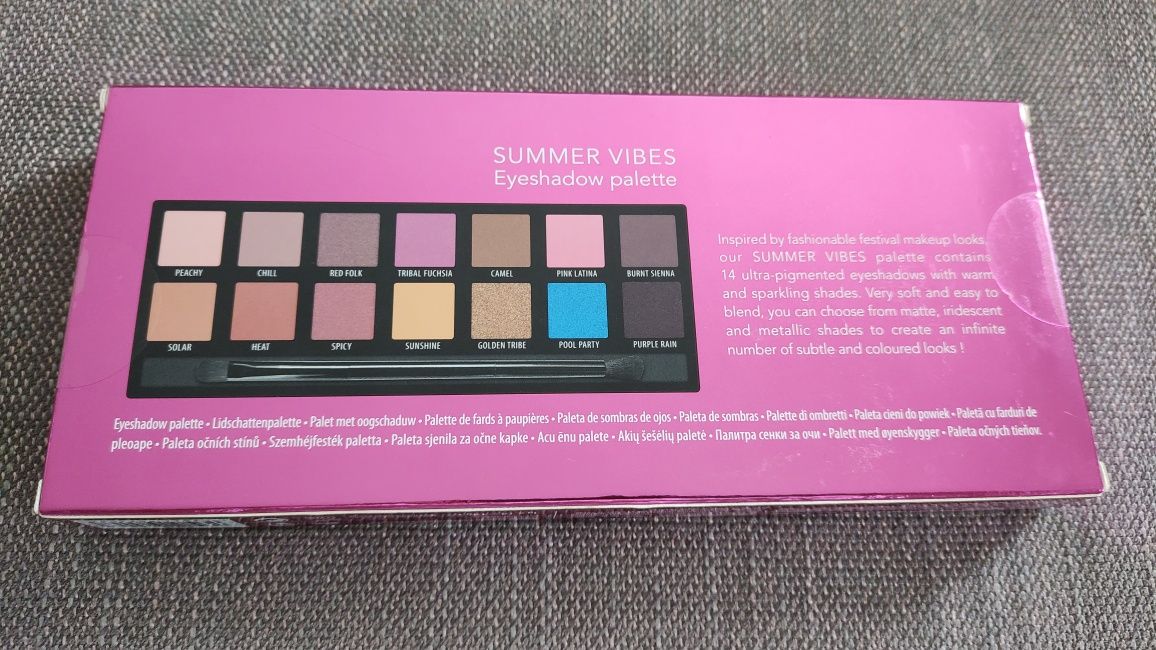 SUMMER VIBES
Eyeshadow palette
PEACHY CHILL RED FOLK TRIBAL FUCHSIA CAMEL PINK LATINA BURNT SIENNA
SOLAR HEAT SPICY SUNSHINE GOLDEN TRIBE POOL PARTY PURPLE RAIN
Inspired by fashionable festival makeup looks,
our SUMMER VIBES palette contains
14 ultra-pigmented eyeshadows with warm
and sparkling shades. Very soft and easy to
blend, you can choose from matte, iridescent
and metallic shades to create an infinite
number of subtle and coloured looks !
Eyeshadow palette • Lidschattenpalette • Palet met oogschaduw • Palette de fards à paupières • Paleta de sombras de ojos • Paleta de sombras • Palette di ombretti • Paleta cieni do powiek • Paletă cu farduri de
pleoape • Paleta očních stínů • Szemhéjfesték paletta • Paleta sjenila za očne kapke • Acu ēnu palete • Akių šešėlių paletė • Палитра сенки за очи • Palett med øyenskygger • Paleta očných tieňov.